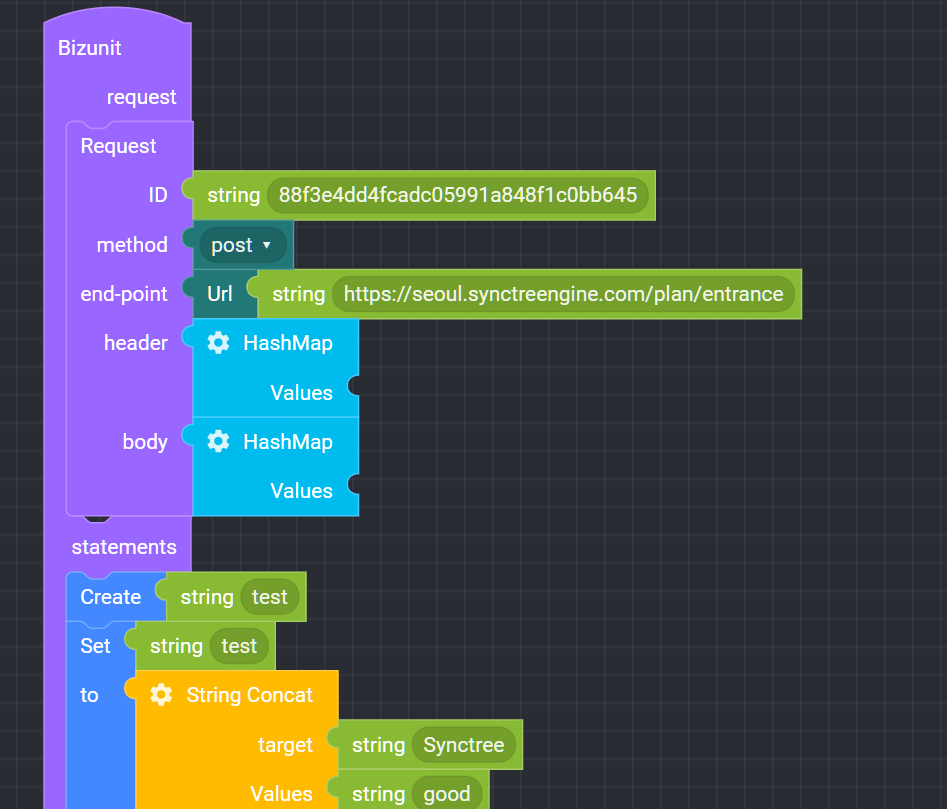 Bizunit
request
Request
ID string 88f3e4dd4fcadc05991a848f1c0bb645
method post
end-point Url string https://seoul.synctreengine.com/plan/entrance
header HashMap
Values
body HashMap
Values
statements
Create string test
Set string test
to String Concat
target string Synctree
Values string good